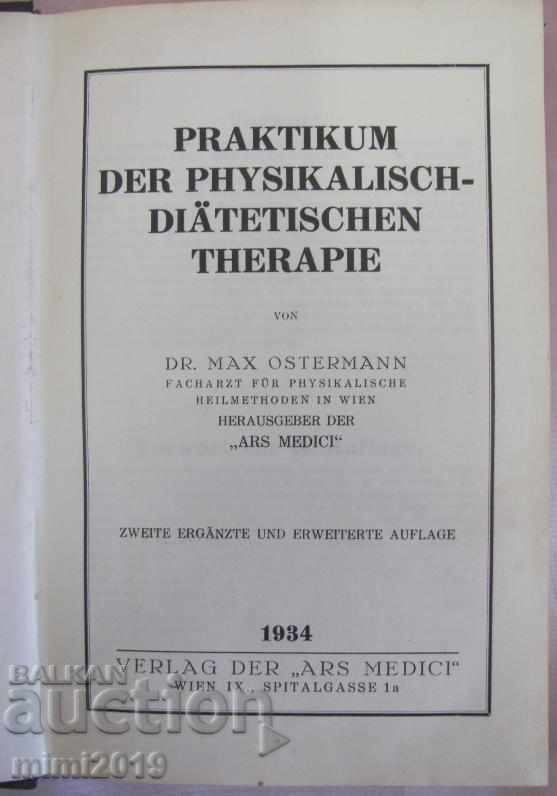 PRAKTIKUM
DER PHYSIKALISCH-
DIÄTETISCHEN
THERAPIE
VON
DR. MAX OSTERMANN
FACHARZT FÜR PHYSIKALISCHE
HEILMETHODEN IN WIEN
HERAUSGEBER DER
„ARS MEDICI“
ZWEITE ERGÄNZTE UND ERWEITERTE AUFLAGE
1934
VERLAG DER „ARS MEDICI“
WIEN IX., SPITALGASSE 1a
BALKAN
auction
mimi2019